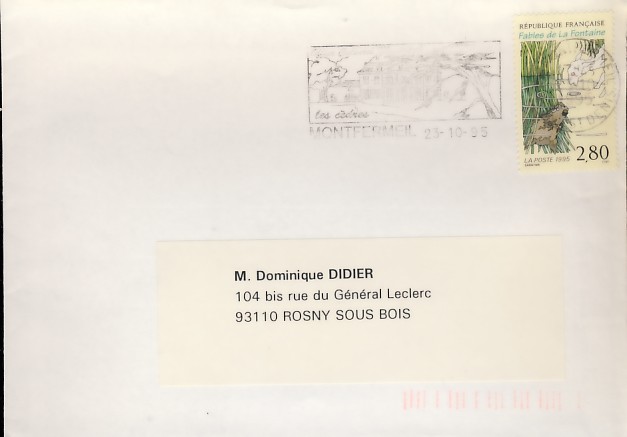 RÉPUBLIQUE FRANÇAISE
Fables de La Fontaine
LA POSTE 1995
2,80
les cèdres
MONTFERMEIL 23-10-95
M. Dominique DIDIER
104 bis rue du Général Leclerc
93110 ROSNY SOUS BOIS